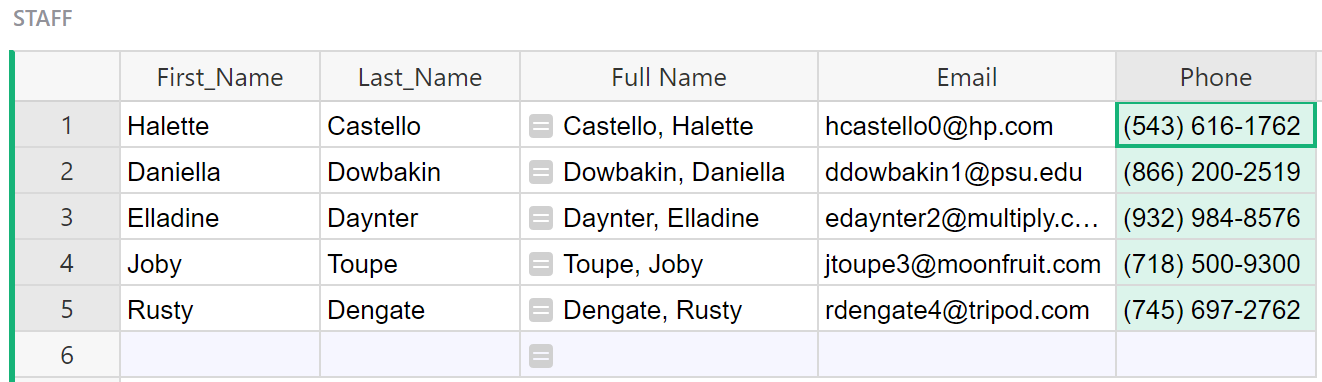 STAFF
First_Name Last_Name Full Name Email Phone
1 Halette Castello Castello, Halette hcastello0@hp.com (543) 616-1762
2 Daniella Dowbakin Dowbakin, Daniella ddowbakin1@psu.edu (866) 200-2519
3 Elladine Daynter Daynter, Elladine edaynter2@multiply.c… (932) 984-8576
4 Joby Toupe Toupe, Joby jtoupe3@moonfruit.com (718) 500-9300
5 Rusty Dengate Dengate, Rusty rdengate4@tripod.com (745) 697-2762
6